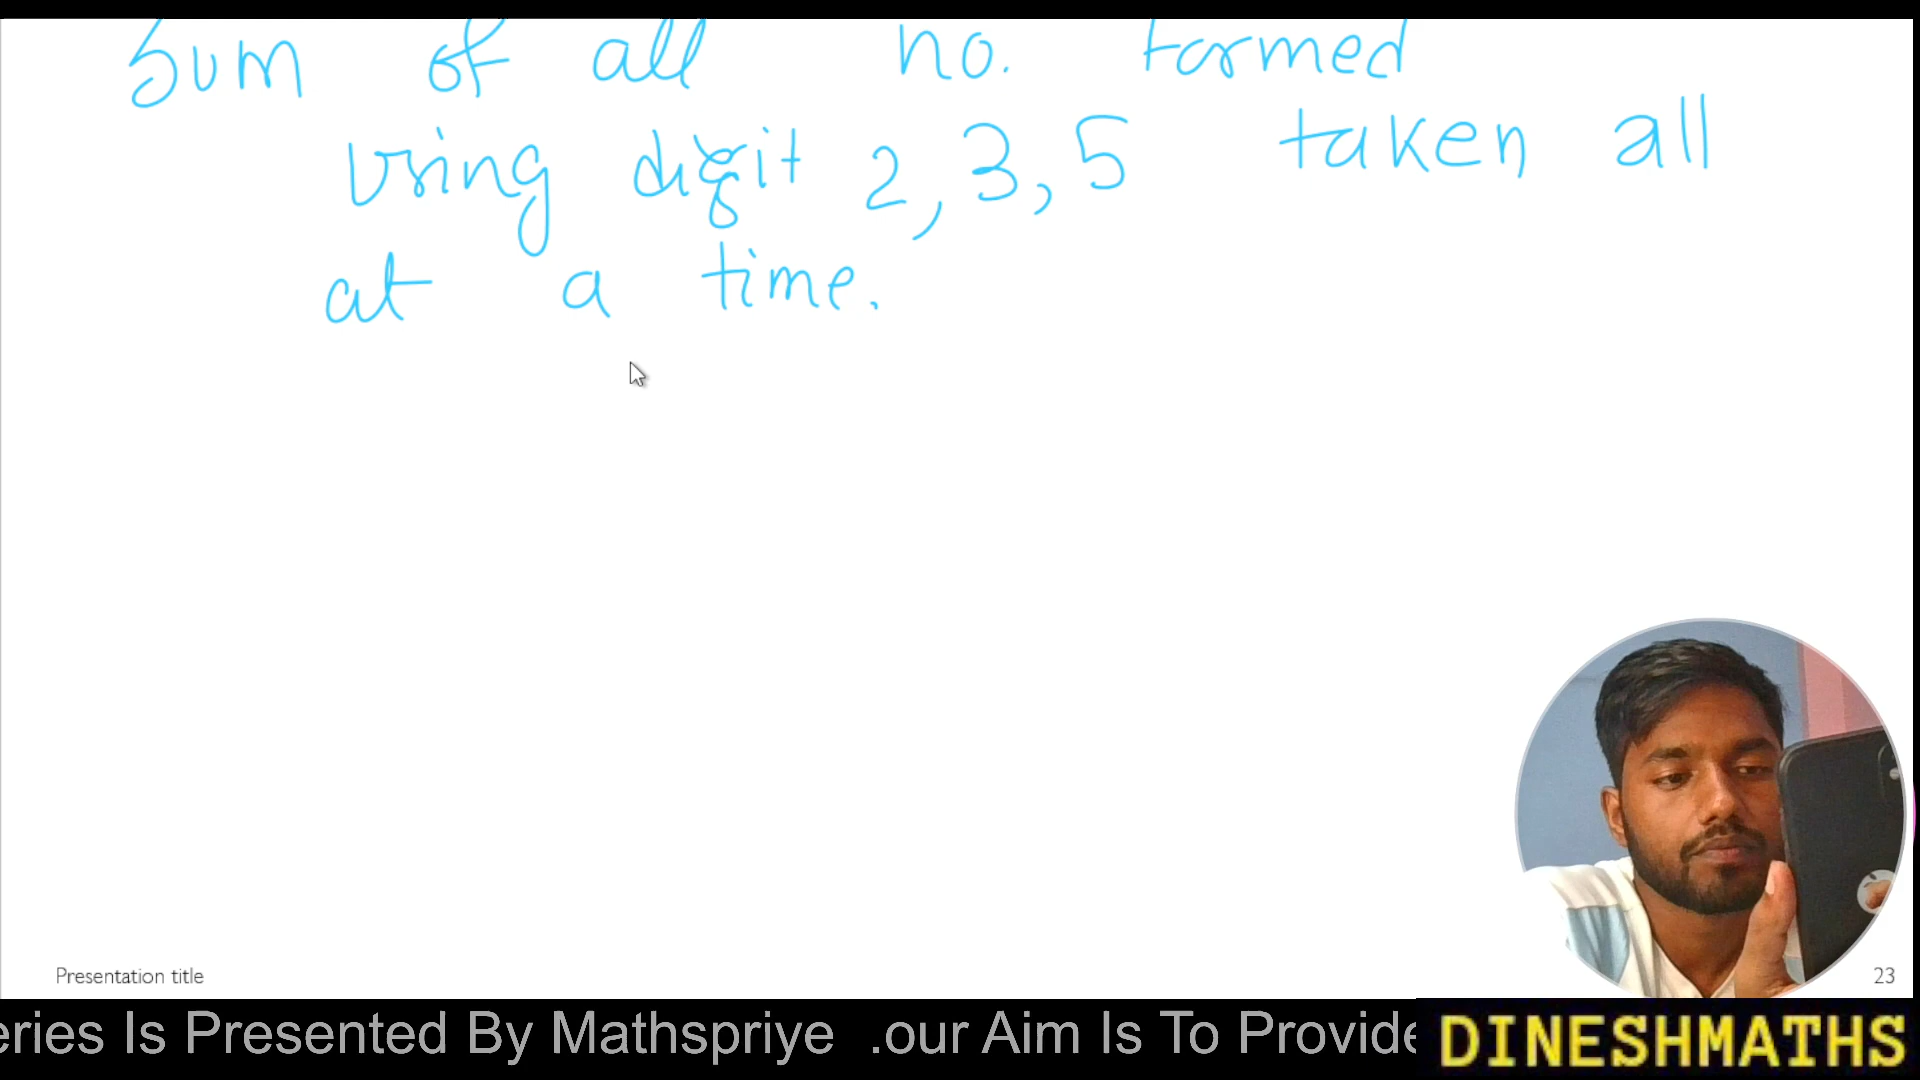 Sum of all no. formed
using digit 2, 3, 5 taken all
at a time.
Presentation title
23
eries Is Presented By Mathspriye .our Aim Is To Provide
DINESHMATHS